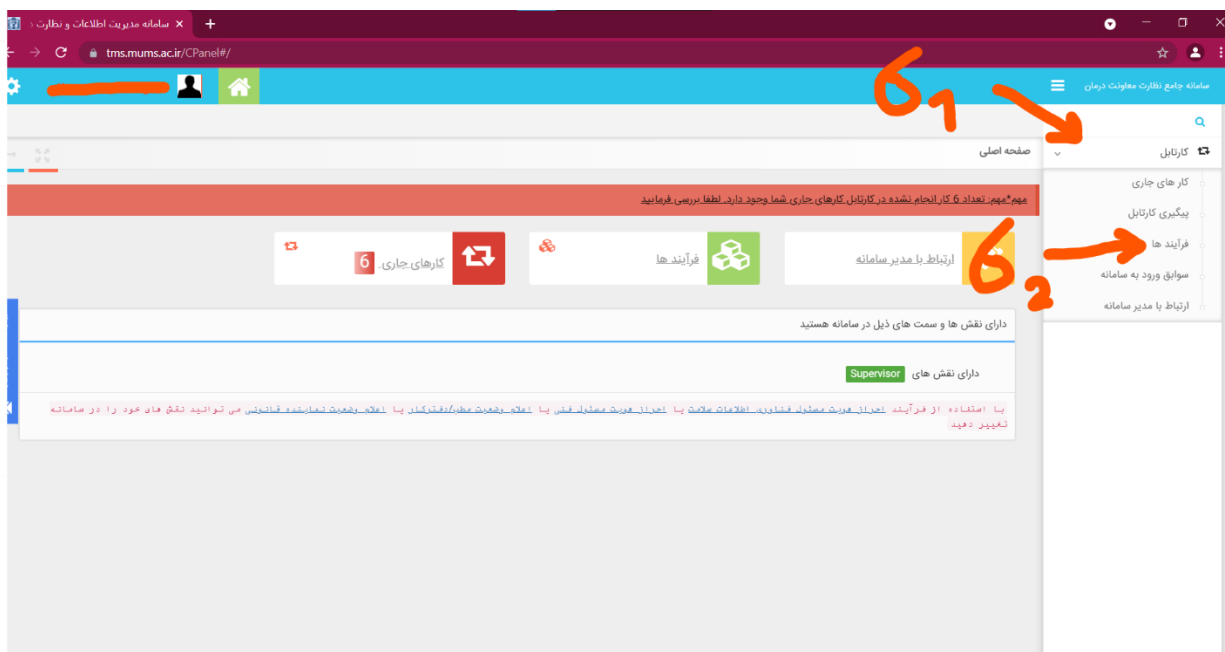 سامانه مدیریت اطلاعات و نظارت د
tms.mums.ac.ir/CPanel#/
سامانه جامع نظارت معاونت درمان
6 1
کارتابل
صفحه اصلی
کار های جاری
پیگیری کارتابل
فرآیند ها
سوابق ورود به سامانه
ارتباط با مدیر سامانه
6 2
مهم*مهم: تعداد 6 کار انجام نشده در کارتابل کارهای جاری شما وجود دارد. لطفا بررسی فرمایید
ارتباط با مدیر سامانه
فرآیند ها
کارهای جاری. 6
دارای نقش ها و سمت های ذیل در سامانه هستید
دارای نقش های Supervisor
با استفاده از فرآیند احراز هویت مسئول فناوری اطلاعات سلامت یا احراز هویت مسئول فنی یا اعلام وضعیت مطب/دفترکار یا اعلام وضعیت نماینده قانونی می توانید نقش های خود را در سامانه
تغییر دهید